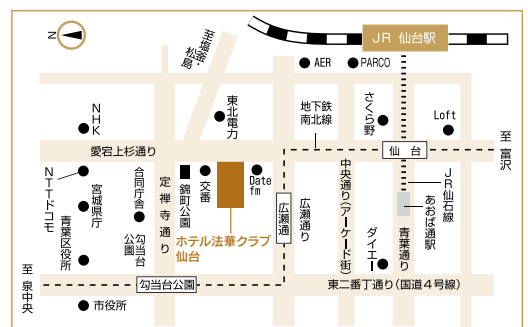 JR 仙台駅
N
至塩釜・松島
AER
PARCO
NHK
東北電力
地下鉄
南北線
さくら野
Loft
愛宕上杉通り
仙台
至富沢
NTTドコモ
宮城県庁
合同庁舎
定禅寺通り
錦町公園
交番
Date
fm
中央通り(アーケード街)
JR仙石線
あおば通駅
青葉区役所
勾当台公園
広瀬通
広瀬通り
ダイエー
青葉通り
ホテル法華クラブ
仙台
至泉中央
勾当台公園
東二番丁通り(国道4号線)
市役所